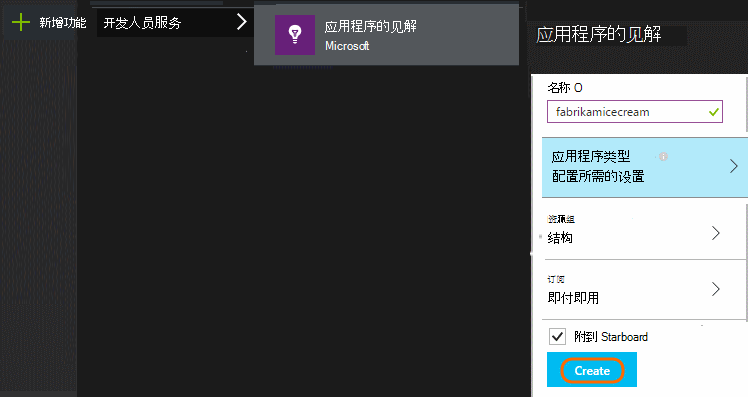 新增功能
开发人员服务
应用程序的见解
Microsoft
应用程序的见解
名称 O
fabrikamicecream
应用程序类型
配置所需的设置
资源组
结构
订阅
即付即用
附到 Starboard
Create